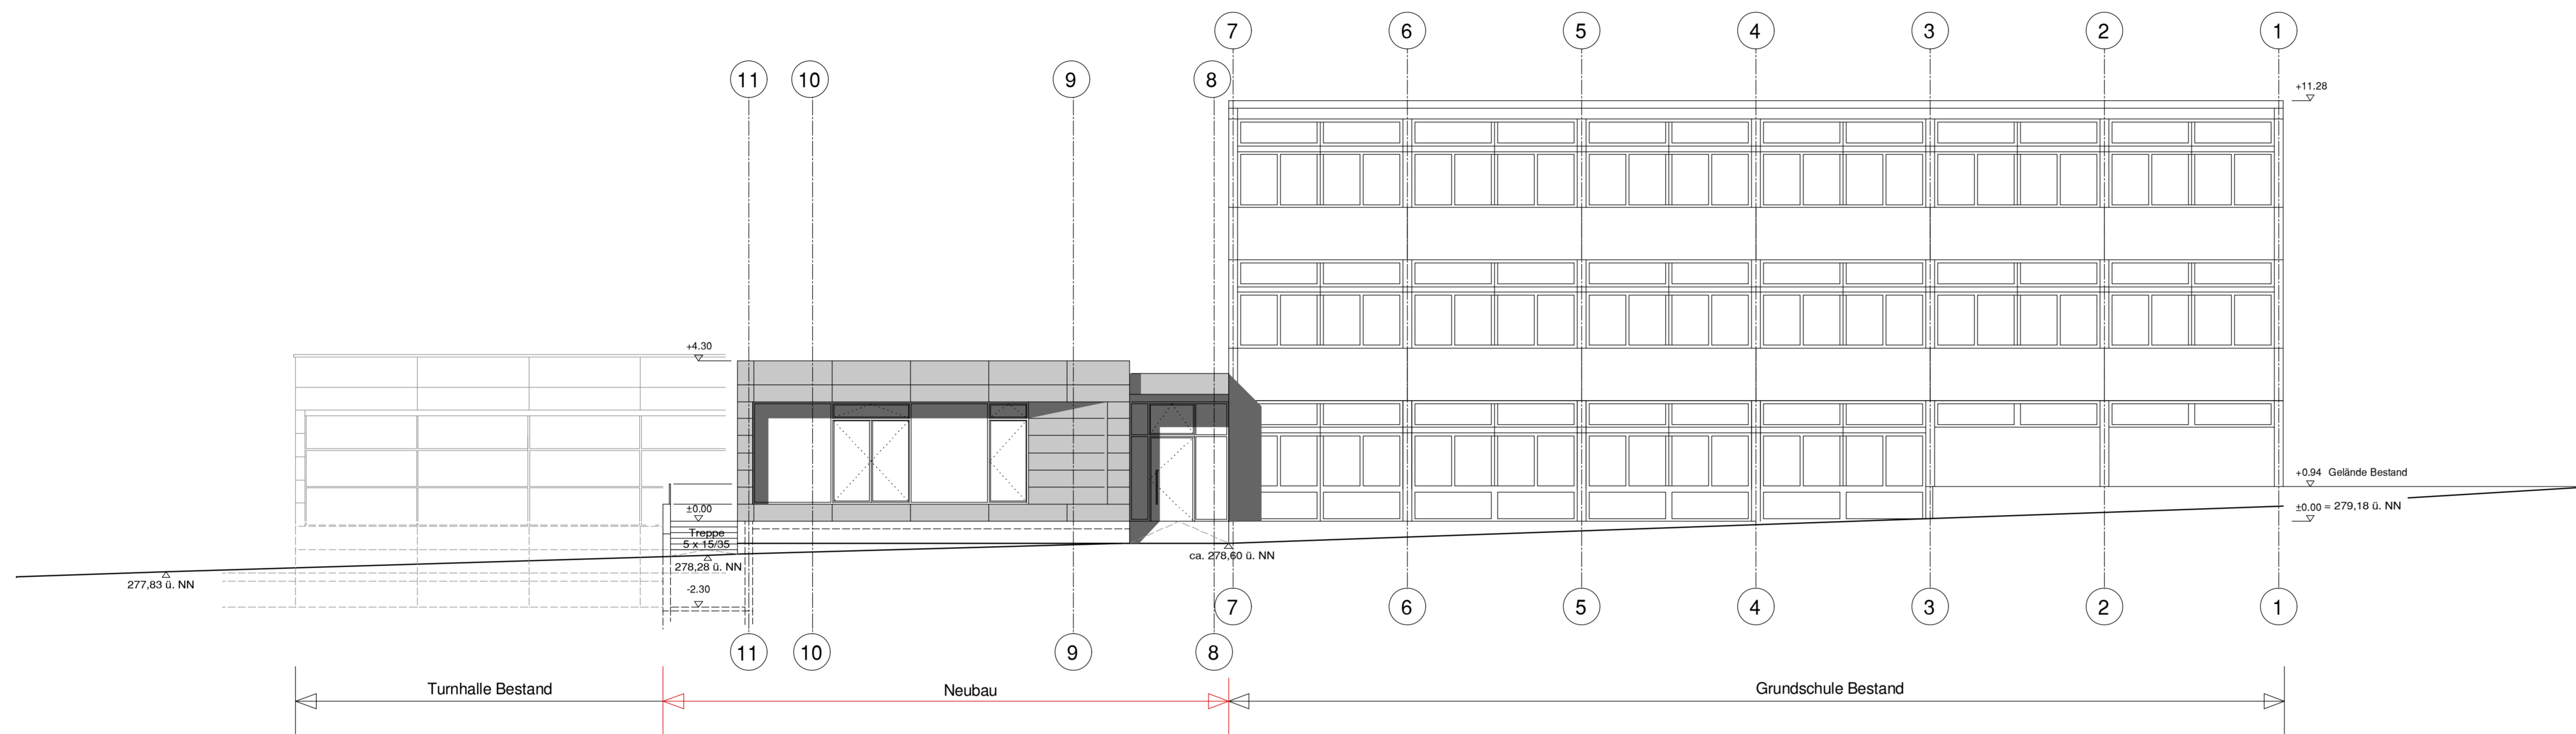 7 6 5 4 3 2 1
11 10 9 8
+11.28
+4.30
+0.94 Gelände Bestand
±0.00
±0.00 = 279,18 ü. NN
Treppe
5 x 15/35
ca. 278,60 ü. NN
278,28 ü. NN
277,83 ü. NN
-2.30
7 6 5 4 3 2 1
11 10 9 8
Turnhalle Bestand
Neubau
Grundschule Bestand